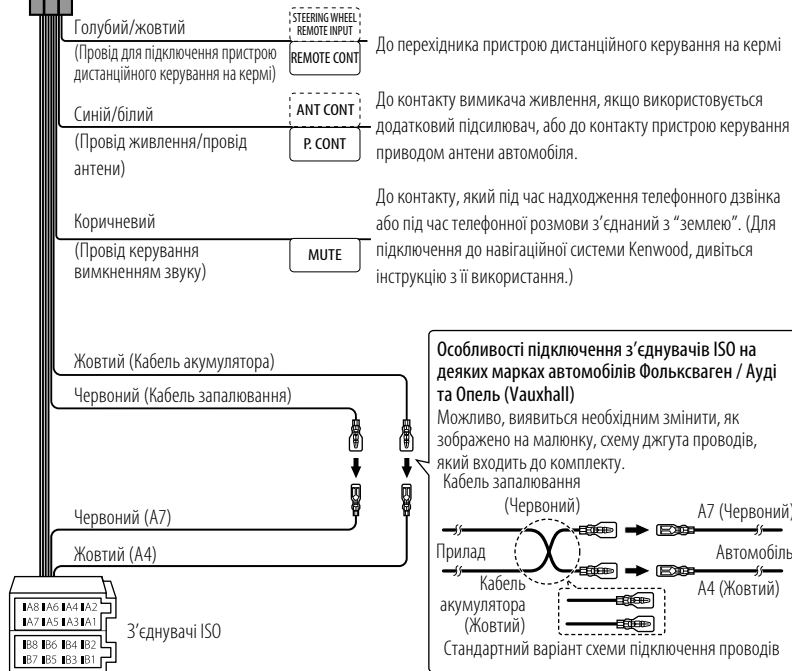 Голубий/жовтий
(Провід для підключення пристрою
дистанційного керування на кермі)
STEERING WHEEL
REMOTE INPUT
REMOTE CONT
До перехідника пристрою дистанційного керування на кермі
Синій/білий
(Провід живлення/провід
антени)
ANT CONT
P. CONT
До контакту вимикача живлення, якщо використовується
додатковий підсилювач, або до контакту пристрою керування
приводом антени автомобіля.
Коричневий
(Провід керування
вимкненням звуку)
MUTE
До контакту, який під час надходження телефонного дзвінка
або під час телефонної розмови з’єднаний з “землею”. (Для
підключення до навігаційної системи Kenwood, дивіться
інструкцію з її використання.)
Жовтий (Кабель акумулятора)
Червоний (Кабель запалювання)
Червоний (A7)
Жовтий (A4)
A8 A6 A4 A2
A7 A5 A3 A1
B8 B6 B4 B2
B7 B5 B3 B1
З’єднувачі ISO
Особливості підключення з’єднувачів ISO на
деяких марках автомобілів Фольксваген / Ауді
та Опель (Vauxhall)
Можливо, виявиться необхідним змінити, як
зображено на малюнку, схему джгута проводів,
який входить до комплекту.
Кабель запалювання
(Червоний)
A7 (Червоний)
Прилад
Автомобіль
Кабель
акумулятора
(Жовтий)
A4 (Жовтий)
Стандартний варіант схеми підключення проводів